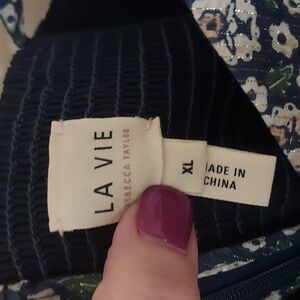 LA VIE
REBECCA TAYLOR
XL
MADE IN
CHINA